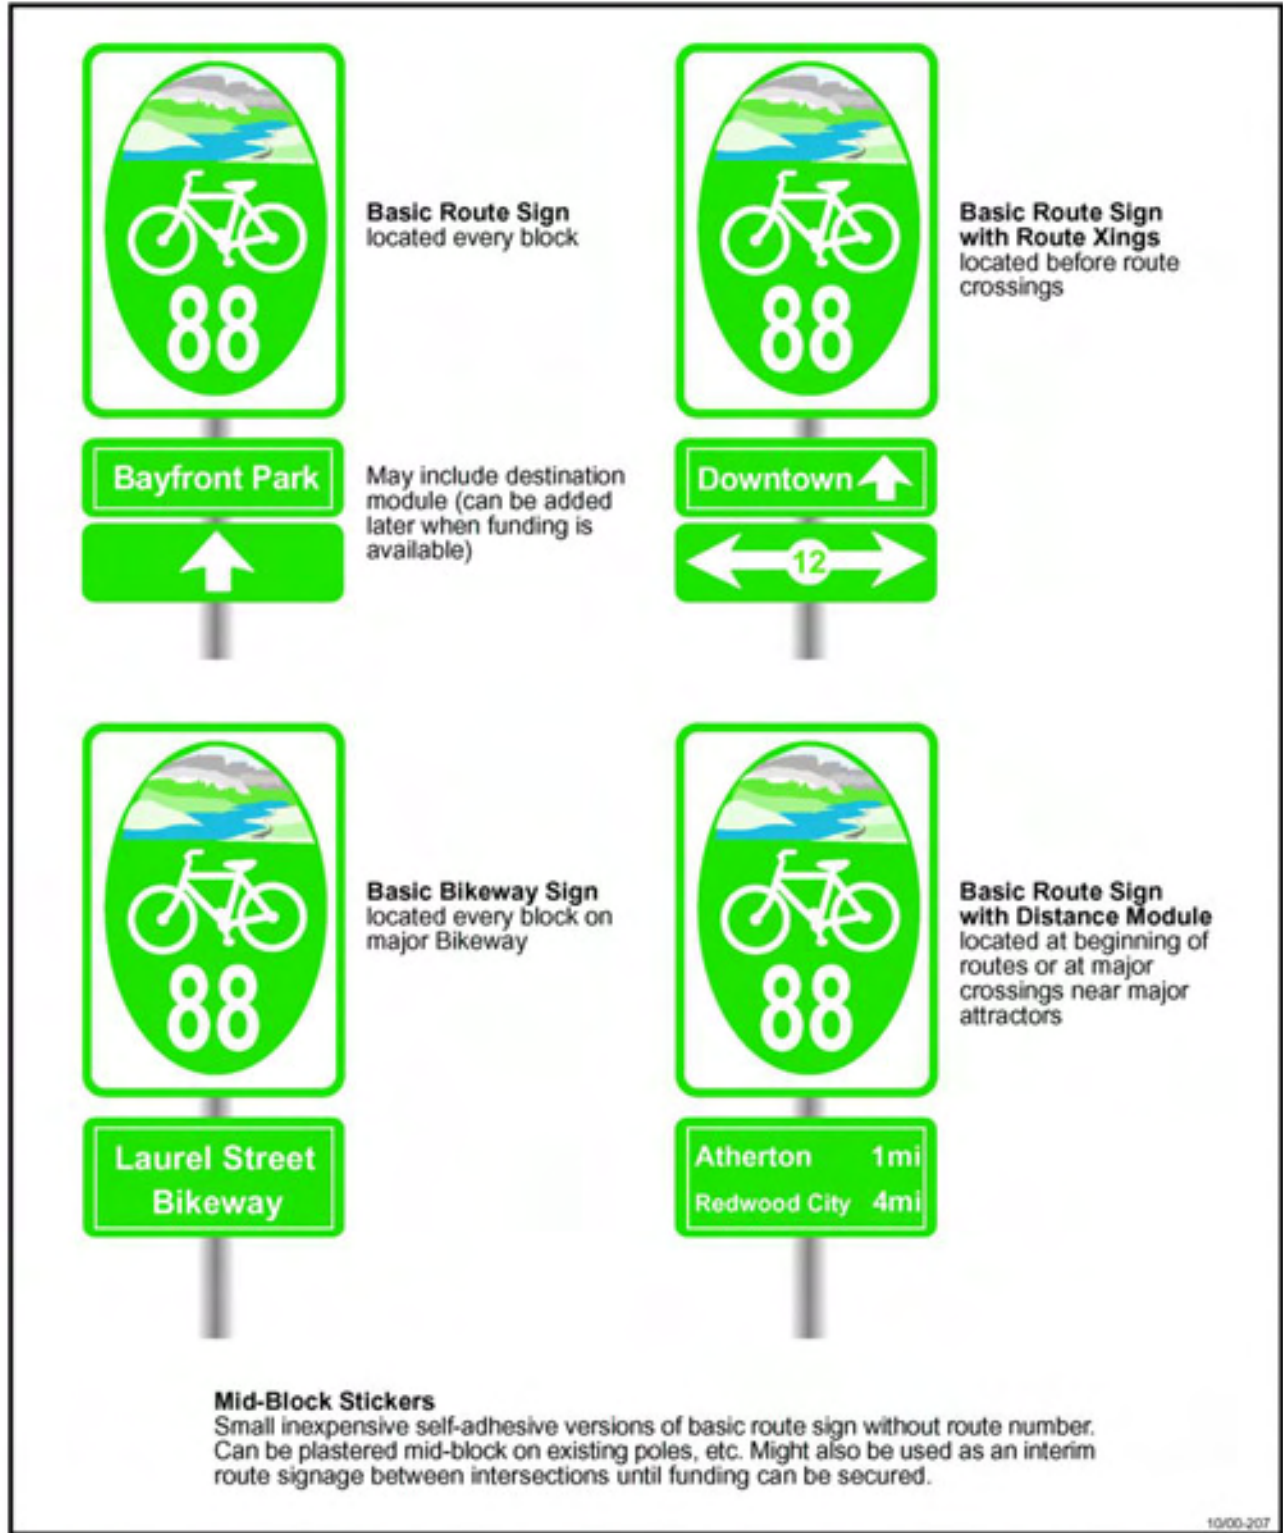 88
Basic Route Sign
located every block
Bayfront Park
May include destination
module (can be added
later when funding is
available)
88
Basic Route Sign
with Route Xings
located before route
crossings
Downtown
12
88
Basic Bikeway Sign
located every block on
major Bikeway
Laurel Street
Bikeway
88
Basic Route Sign
with Distance Module
located at beginning of
routes or at major
crossings near major
attractors
Atherton 1mi
Redwood City 4mi
Mid-Block Stickers
Small inexpensive self-adhesive versions of basic route sign without route number.
Can be plastered mid-block on existing poles, etc. Might also be used as an interim
route signage between intersections until funding can be secured.
10/00-207